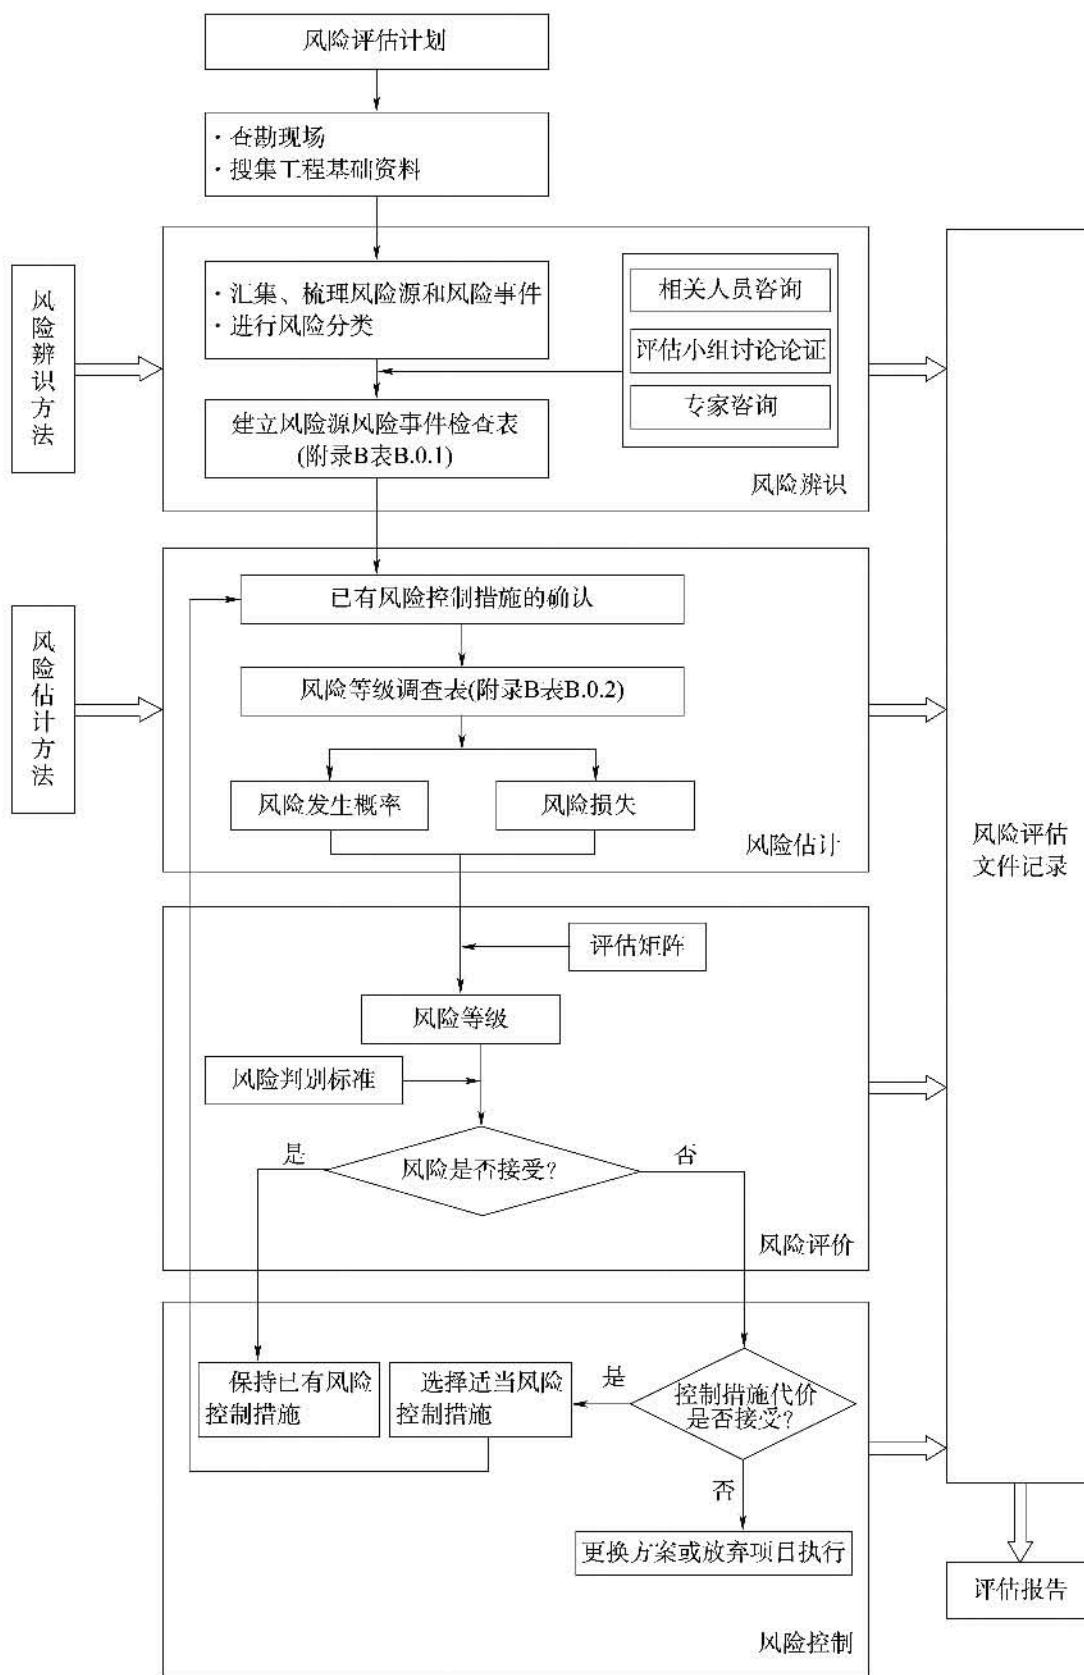 风险评估计划
· 查勘现场
· 搜集工程基础资料
风险辨识方法
· 汇集、梳理风险源和风险事件
· 进行风险分类
相关人员咨询
评估小组讨论论证
专家咨询
建立风险源风险事件检查表
(附录B表B.0.1)
风险辨识
风险估计方法
已有风险控制措施的确认
风险等级调查表(附录B表B.0.2)
风险发生概率
风险损失
风险估计
风险评估
文件记录
评估矩阵
风险等级
风险判别标准
风险是否接受?
是
否
风险评价
保持已有风险
控制措施
选择适当风险
控制措施
是
控制措施代价
是否接受?
否
更换方案或放弃项目执行
评估报告
风险控制